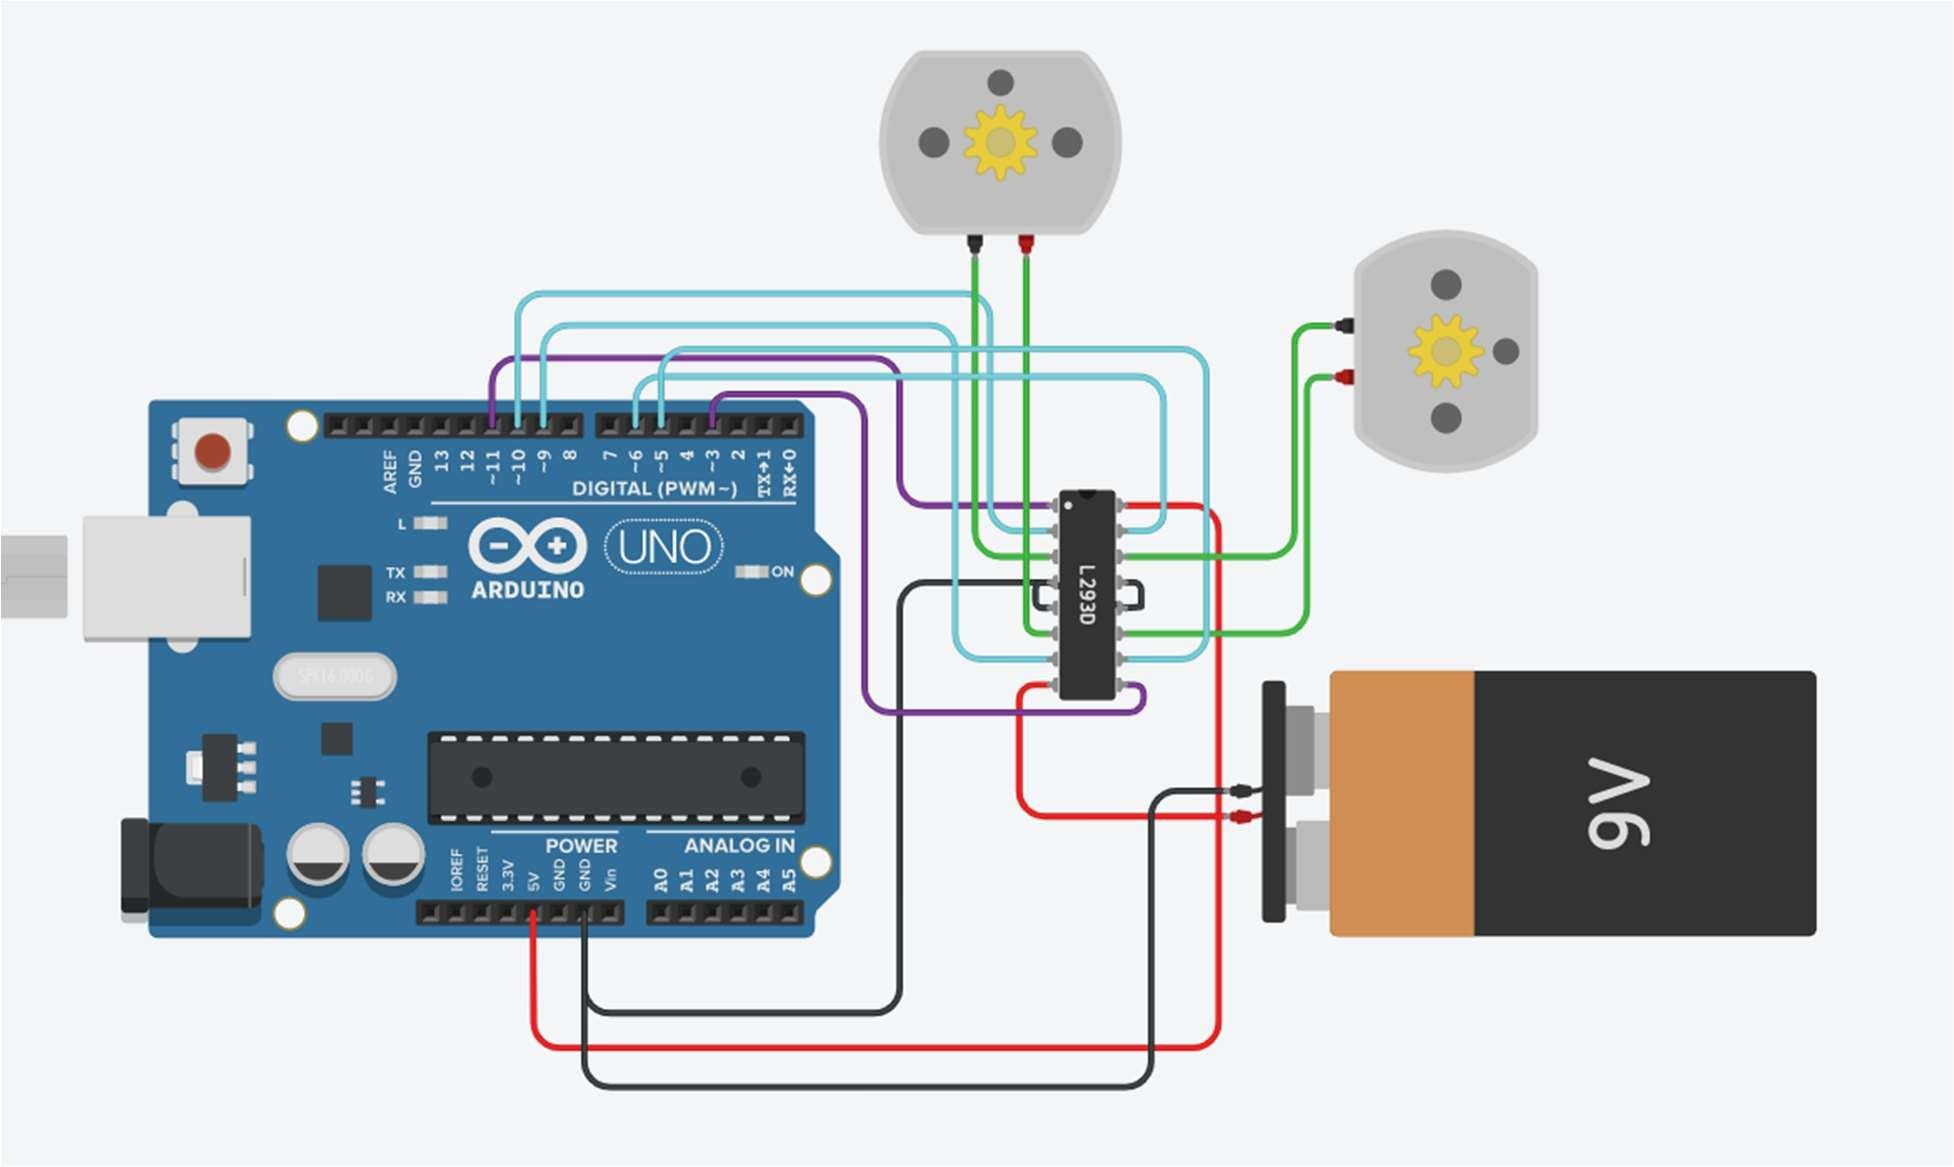 AREF
GND
13
12
~11
~10
~9
8
7
~6
~5
4
~3
2
TX→1
RX←0
DIGITAL (PWM~)
L
UNO
TX
RX
ON
ARDUINO
L293D
SPK16.000G
9V
POWER
ANALOG IN
IOREF
RESET
3.3V
5V
GND
GND
Vin
A0
A1
A2
A3
A4
A5